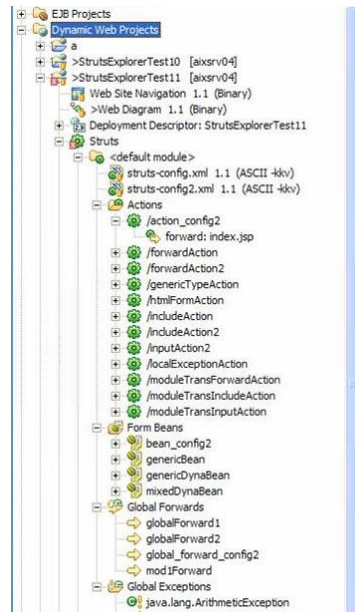 EJB Projects
Dynamic Web Projects
a
>StrutsExplorerTest10 [aixsrv04]
>StrutsExplorerTest11 [aixsrv04]
Web Site Navigation 1.1 (Binary)
>Web Diagram 1.1 (Binary)
Deployment Descriptor: StrutsExplorerTest11
Struts
<default module>
struts-config.xml 1.1 (ASCII -kkv)
struts-config2.xml 1.1 (ASCII -kkv)
Actions
/action_config2
forward: index.jsp
/forwardAction
/forwardAction2
/genericTypeAction
/htmlFormAction
/includeAction
/includeAction2
/inputAction2
/localExceptionAction
/moduleTransForwardAction
/moduleTransIncludeAction
/moduleTransInputAction
Form Beans
bean_config2
genericBean
genericDynaBean
mixedDynaBean
Global Forwards
globalForward1
globalForward2
global_forward_config2
mod1Forward
Global Exceptions
java.lang.ArithmeticException